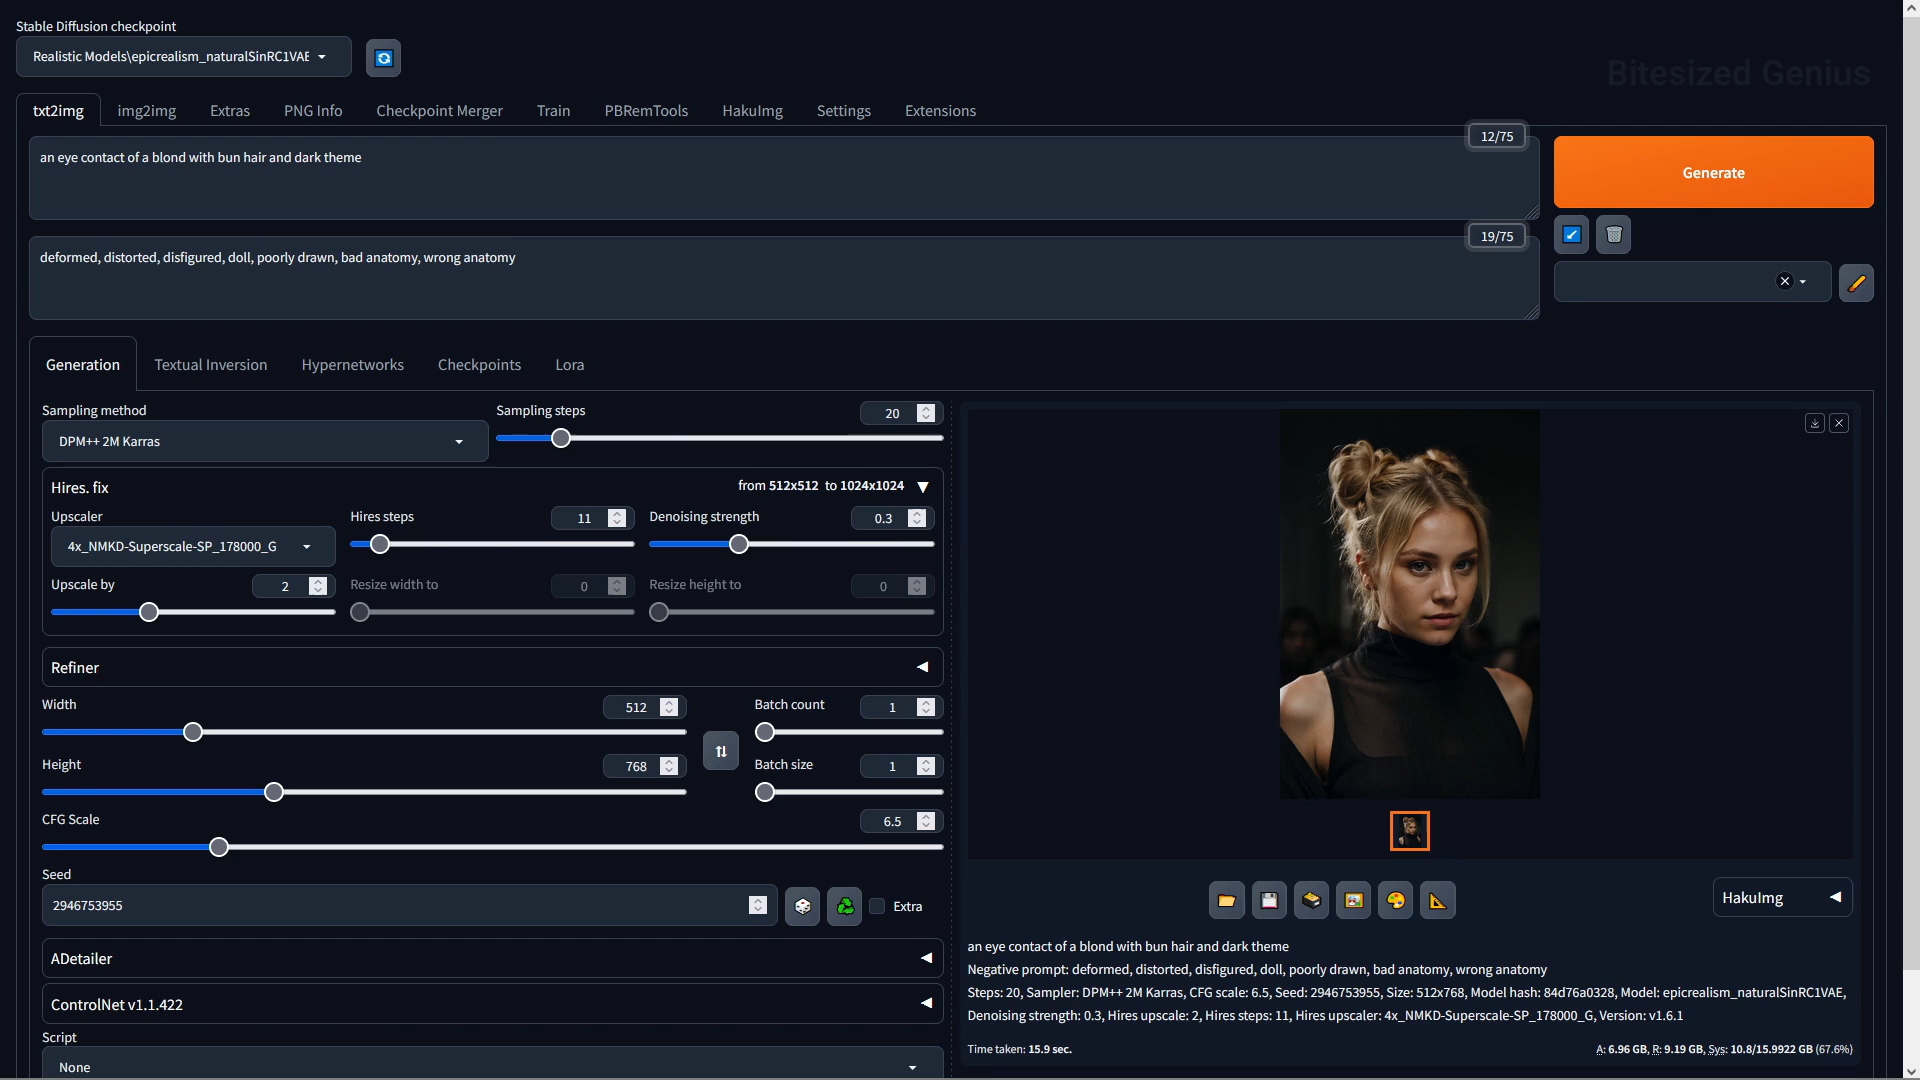 Stable Diffusion checkpoint
Realistic Models\epicrealism_naturalSinRC1VAE
Bitesized Genius
txt2img img2img Extras PNG Info Checkpoint Merger Train PBRemTools HakuImg Settings Extensions
12/75
an eye contact of a blond with bun hair and dark theme
Generate
19/75
deformed, distorted, disfigured, doll, poorly drawn, bad anatomy, wrong anatomy
Generation Textual Inversion Hypernetworks Checkpoints Lora
Sampling method
DPM++ 2M Karras
Sampling steps 20
Hires. fix from 512x512 to 1024x1024
Upscaler
4x_NMKD-Superscale-SP_178000_G
Hires steps 11
Denoising strength 0.3
Upscale by 2
Resize width to 0
Resize height to 0
Refiner
Width 512
Batch count 1
Height 768
Batch size 1
CFG Scale 6.5
Seed
2946753955
Extra
ADetailer
ControlNet v1.1.422
Script
None
HakuImg
an eye contact of a blond with bun hair and dark theme
Negative prompt: deformed, distorted, disfigured, doll, poorly drawn, bad anatomy, wrong anatomy
Steps: 20, Sampler: DPM++ 2M Karras, CFG scale: 6.5, Seed: 2946753955, Size: 512x768, Model hash: 84d76a0328, Model: epicrealism_naturalSinRC1VAE,
Denoising strength: 0.3, Hires upscale: 2, Hires steps: 11, Hires upscaler: 4x_NMKD-Superscale-SP_178000_G, Version: v1.6.1
Time taken: 15.9 sec.
A: 6.96 GB, R: 9.19 GB, Sys: 10.8/15.9922 GB (67.6%)